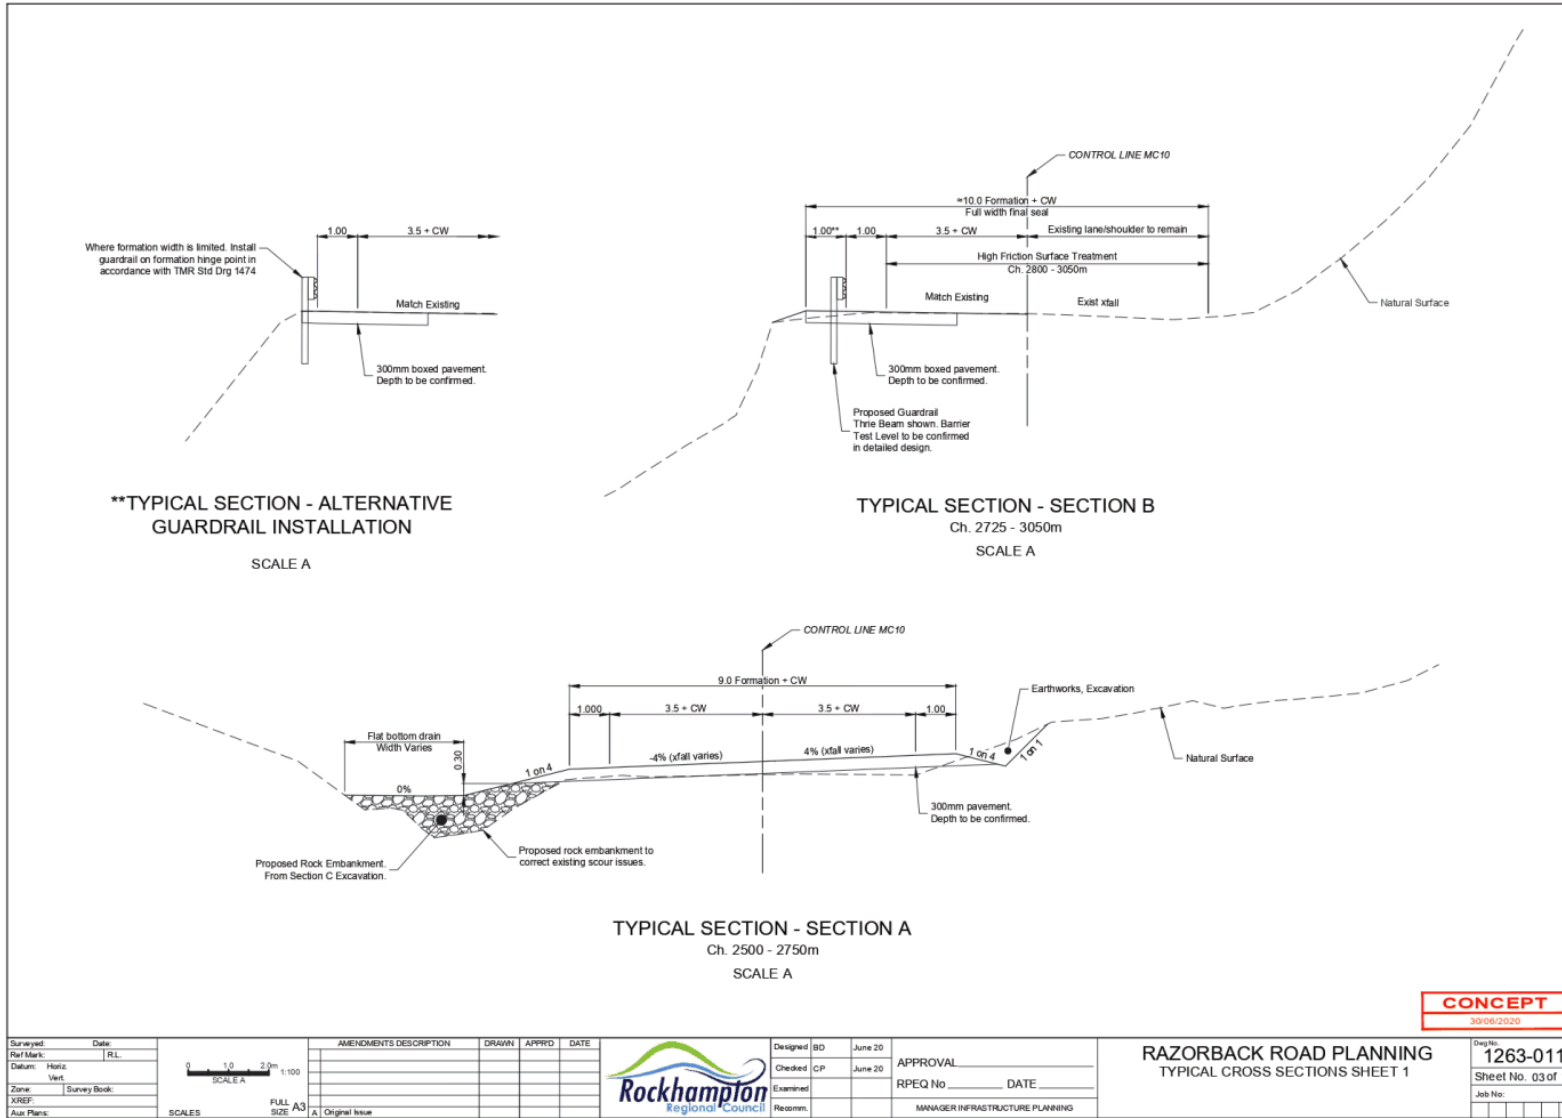 CONTROL LINE MC10
≈10.0 Formation + CW
Full width final seal
1.00
3.5 + CW
1.00**
1.00
3.5 + CW
Existing lane/shoulder to remain
Where formation width is limited. Install
guardrail on formation hinge point in
accordance with TMR Std Drg 1474
High Friction Surface Treatment
Ch. 2800 - 3050m
Match Existing
Match Existing
Exist xfall
Natural Surface
300mm boxed pavement.
Depth to be confirmed.
300mm boxed pavement.
Depth to be confirmed.
Proposed Guardrail
Thrie Beam shown. Barrier
Test Level to be confirmed
in detailed design.
**TYPICAL SECTION - ALTERNATIVE
GUARDRAIL INSTALLATION
SCALE A
TYPICAL SECTION - SECTION B
Ch. 2725 - 3050m
SCALE A
CONTROL LINE MC10
9.0 Formation + CW
Earthworks, Excavation
1.000
3.5 + CW
3.5 + CW
1.00
Flat bottom drain
Width Varies
0.30
1 on 4
-4% (xfall varies)
4% (xfall varies)
1 on 4
1 on 1
Natural Surface
0%
300mm pavement.
Depth to be confirmed.
Proposed Rock Embankment.
From Section C Excavation.
Proposed rock embankment to
correct existing scour issues.
TYPICAL SECTION - SECTION A
Ch. 2500 - 2750m
SCALE A
CONCEPT
30/06/2020
Surveyed: Date:
Ref Mark: R.L.
Datum: Horiz.
Vert.
Zone: Survey Book:
XREF:
Aux Plans:
0 1.0 2.0m 1:100
SCALE A
SCALES
FULL SIZE A3
AMENDMENTS DESCRIPTION DRAWN APPR'D DATE
A Original Issue
Rockhampton
Regional Council
Designed BD June 20
Checked CP June 20
Examined
Recomm.
APPROVAL
RPEQ No DATE
MANAGER INFRASTRUCTURE PLANNING
RAZORBACK ROAD PLANNING
TYPICAL CROSS SECTIONS SHEET 1
Dwg No.
1263-011
Sheet No. 03 of
Job No: